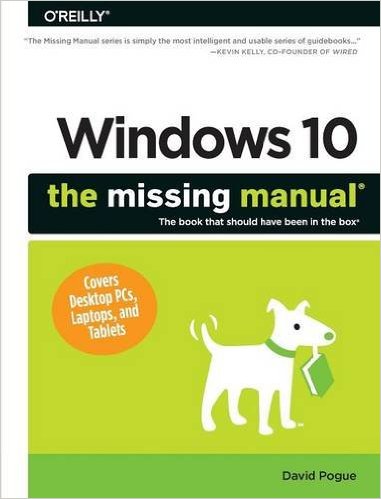 O'REILLY®
"The Missing Manual series is simply the most intelligent and usable series of guidebooks..."
—KEVIN KELLY, CO-FOUNDER OF WIRED
Windows 10
the missing manual®
The book that should have been in the box®
Covers
Desktop PCs,
Laptops, and
Tablets
David Pogue